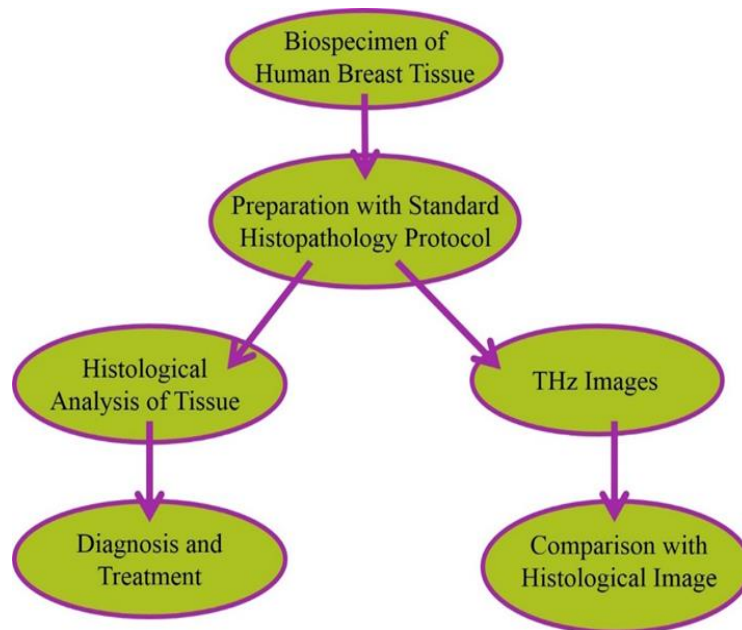 Biospecimen of
Human Breast Tissue
Preparation with Standard
Histopathology Protocol
Histological
Analysis of Tissue
THz Images
Diagnosis and
Treatment
Comparison with
Histological Image